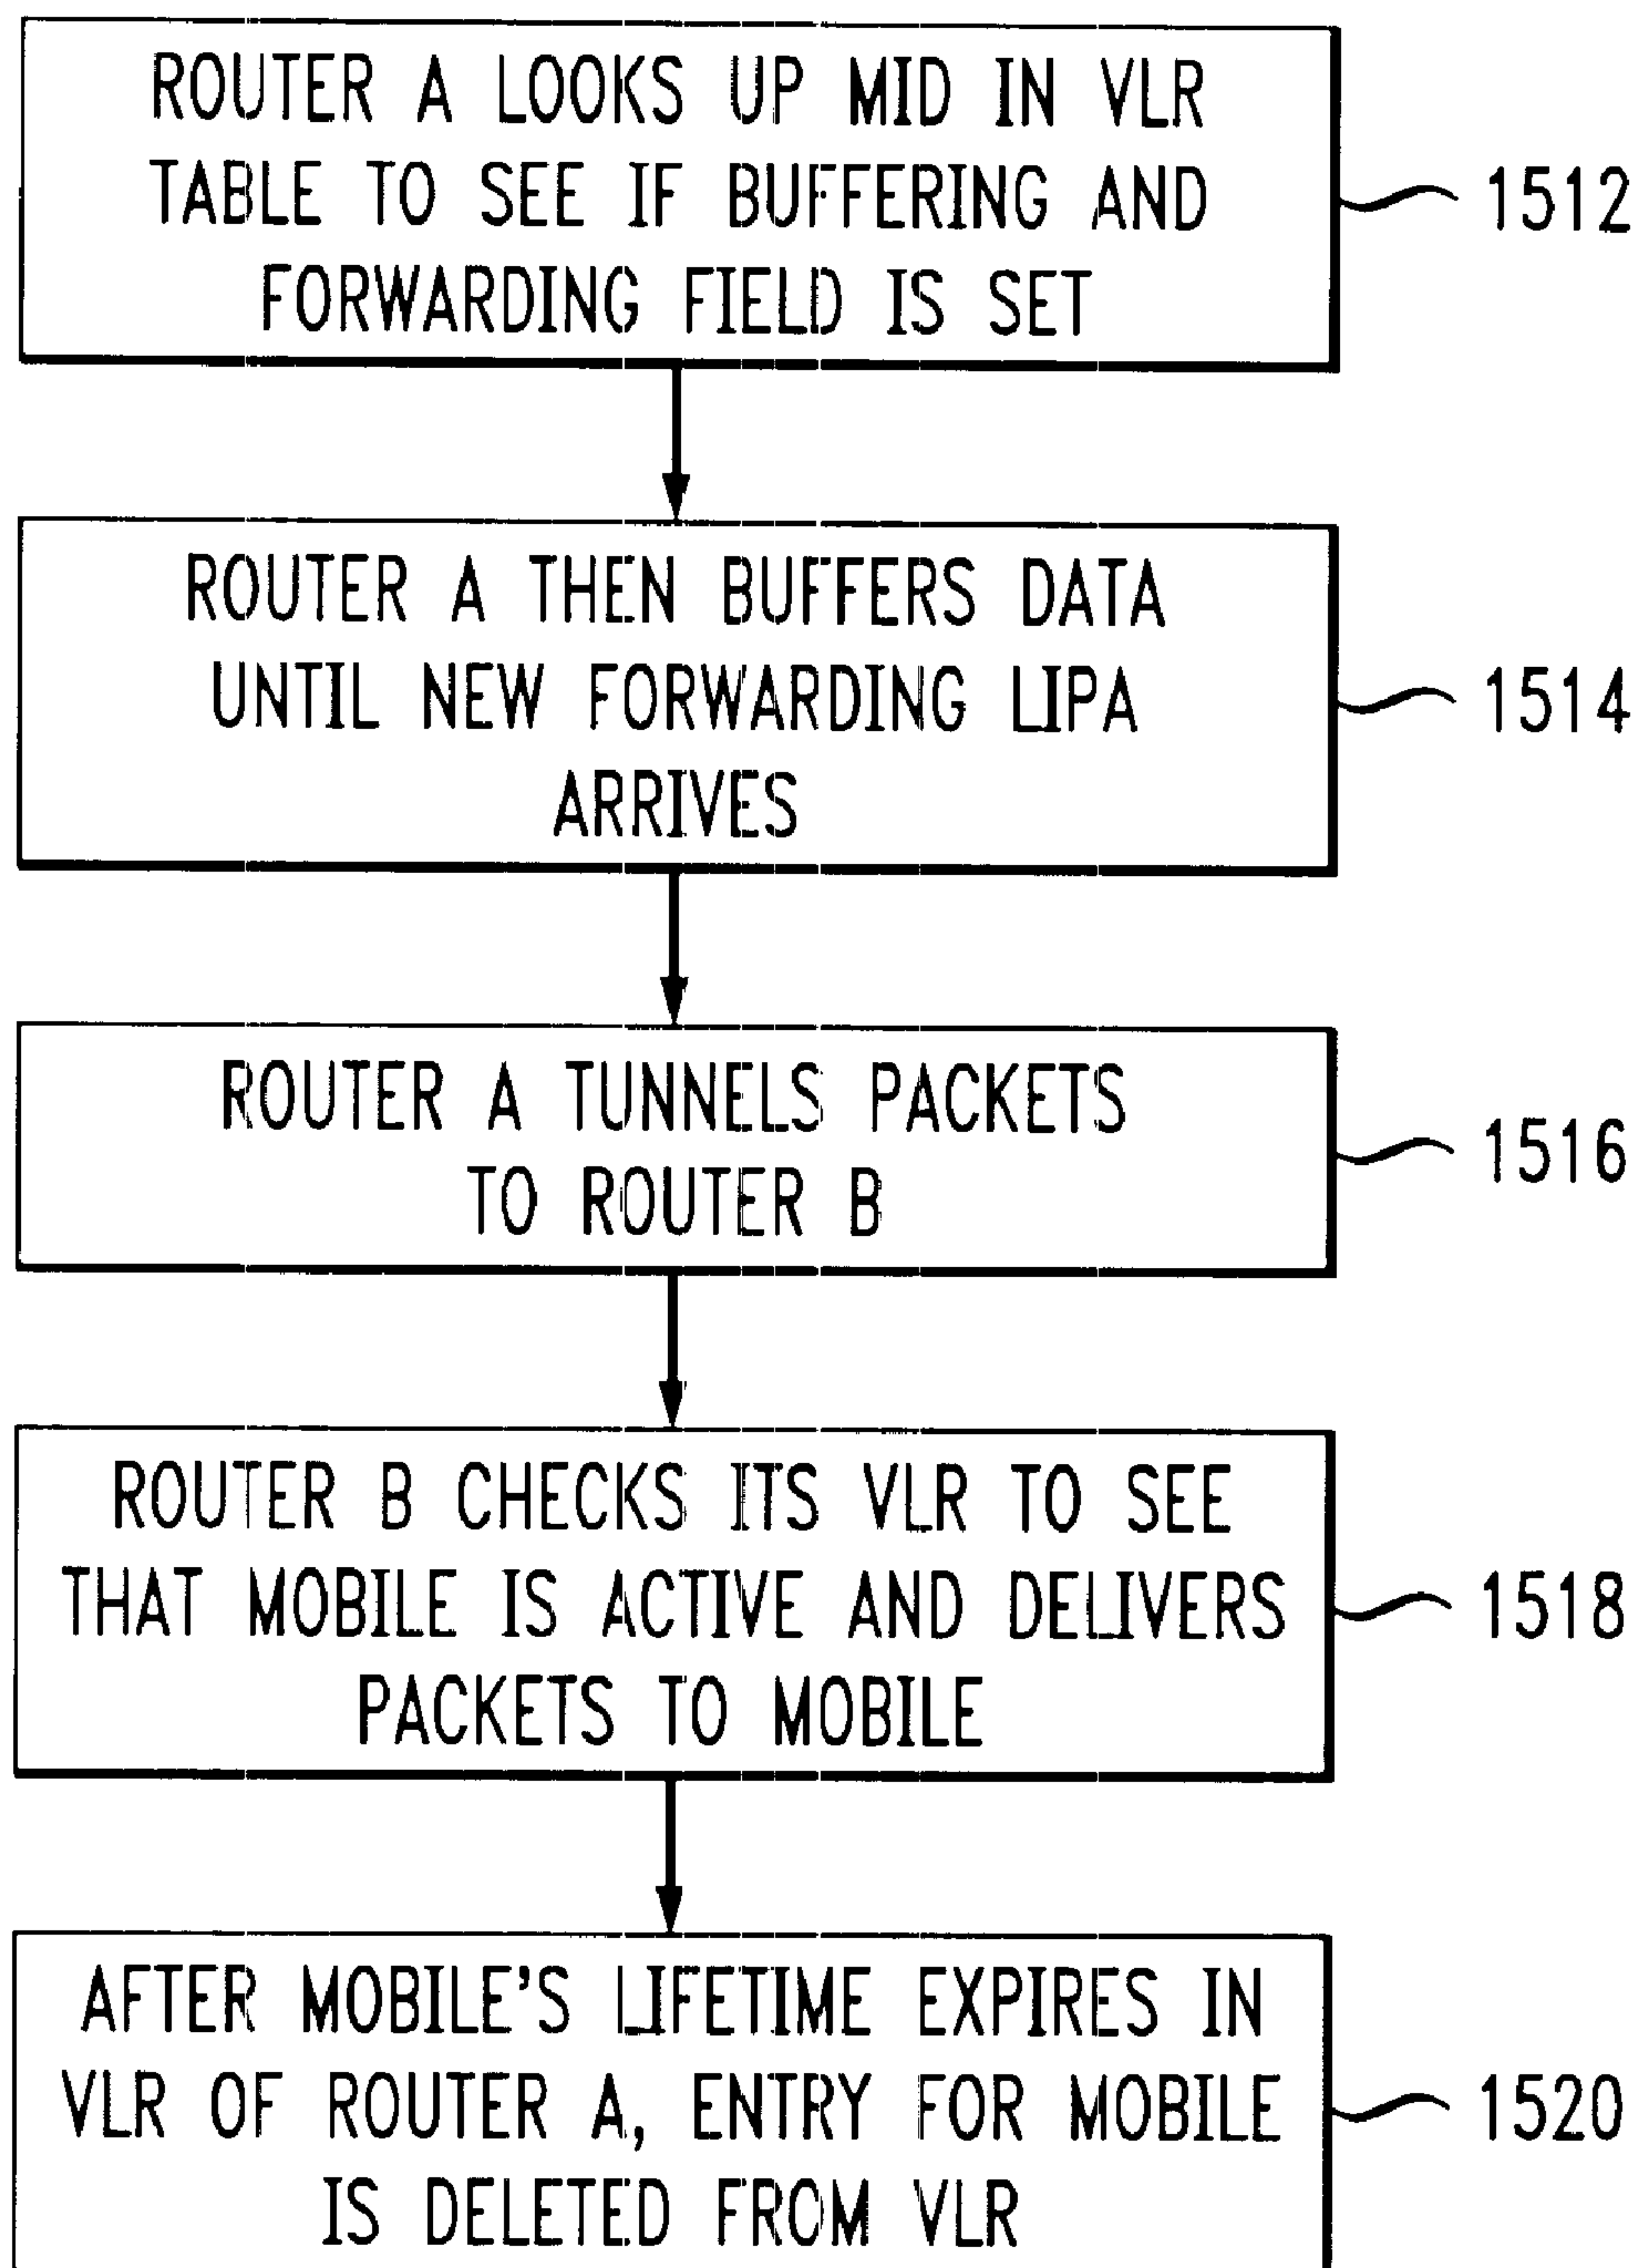 ROUTER A LOOKS UP MID IN VLR
TABLE TO SEE IF BUFFERING AND
FORWARDING FIELD IS SET
1512
ROUTER A THEN BUFFERS DATA
UNTIL NEW FORWARDING LIPA
ARRIVES
1514
ROUTER A TUNNELS PACKETS
TO ROUTER B
1516
ROUTER B CHECKS ITS VLR TO SEE
THAT MOBILE IS ACTIVE AND DELIVERS
PACKETS TO MOBILE
1518
AFTER MOBILE'S LIFETIME EXPIRES IN
VLR OF ROUTER A, ENTRY FOR MOBILE
IS DELETED FROM VLR
1520